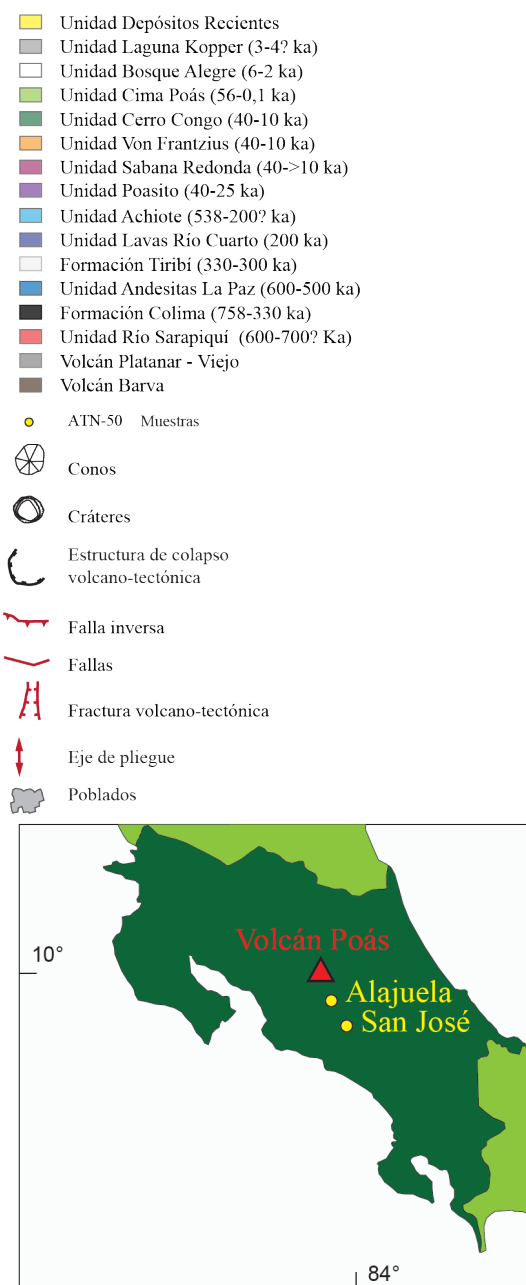 Unidad Depósitos Recientes
Unidad Laguna Kopper (3-4? ka)
Unidad Bosque Alegre (6-2 ka)
Unidad Cima Poás (56-0,1 ka)
Unidad Cerro Congo (40-10 ka)
Unidad Von Frantzius (40-10 ka)
Unidad Sabana Redonda (40->10 ka)
Unidad Poasito (40-25 ka)
Unidad Achiote (538-200? ka)
Unidad Lavas Río Cuarto (200 ka)
Formación Tiribí (330-300 ka)
Unidad Andesitas La Paz (600-500 ka)
Formación Colima (758-330 ka)
Unidad Río Sarapiquí (600-700? Ka)
Volcán Platanar - Viejo
Volcán Barva
ATN-50 Muestras
Conos
Cráteres
Estructura de colapso
volcano-tectónica
Falla inversa
Fallas
Fractura volcano-tectónica
Eje de pliegue
Poblados
Volcán Poás
10°
Alajuela
San José
84°